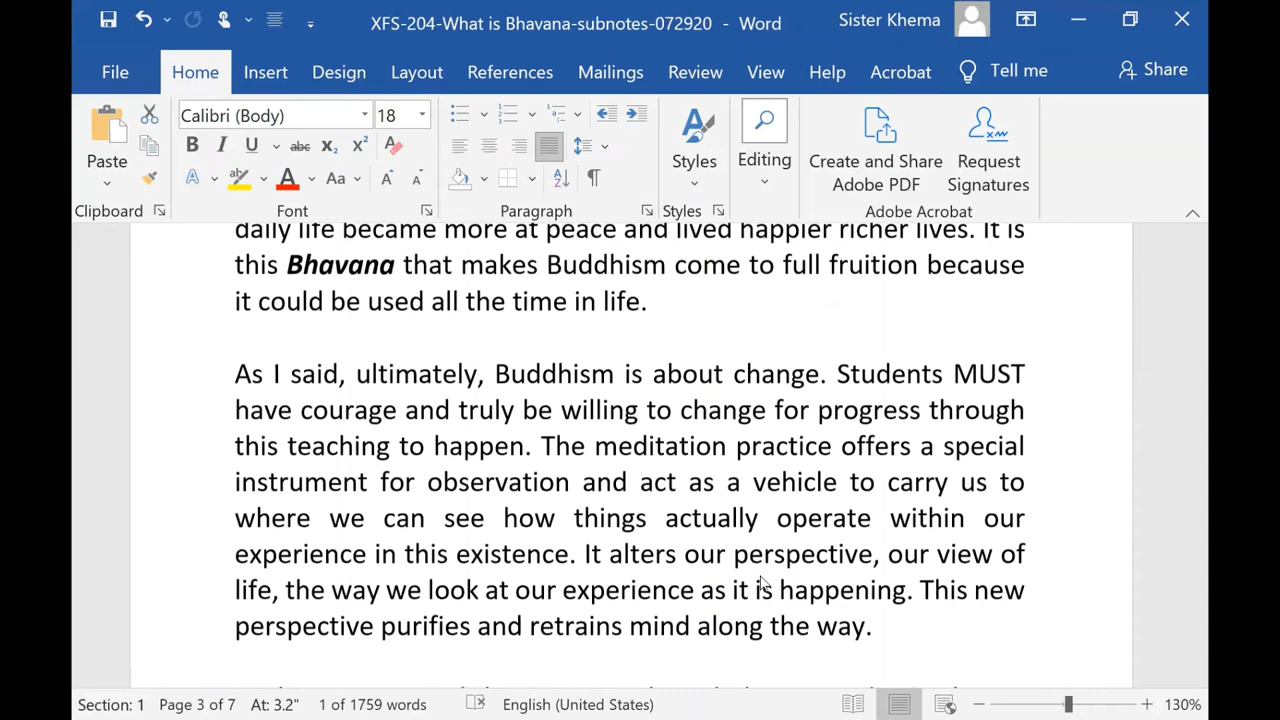 XFS-204-What is Bhavana-subnotes-072920 - Word
Sister Khema
File Home Insert Design Layout References Mailings Review View Help Acrobat Tell me Share
Calibri (Body) 18
B I U abc X₂ X² A
A A Aa A A
Paste
Styles
Editing
Create and Share Adobe PDF
Request Signatures
Clipboard Font Paragraph Styles Adobe Acrobat
daily life became more at peace and lived happier richer lives. It is
this Bhavana that makes Buddhism come to full fruition because
it could be used all the time in life.
As I said, ultimately, Buddhism is about change. Students MUST
have courage and truly be willing to change for progress through
this teaching to happen. The meditation practice offers a special
instrument for observation and act as a vehicle to carry us to
where we can see how things actually operate within our
experience in this existence. It alters our perspective, our view of
life, the way we look at our experience as it is happening. This new
perspective purifies and retrains mind along the way.
Section: 1 Page 3 of 7 At: 3.2" 1 of 1759 words English (United States) 130%